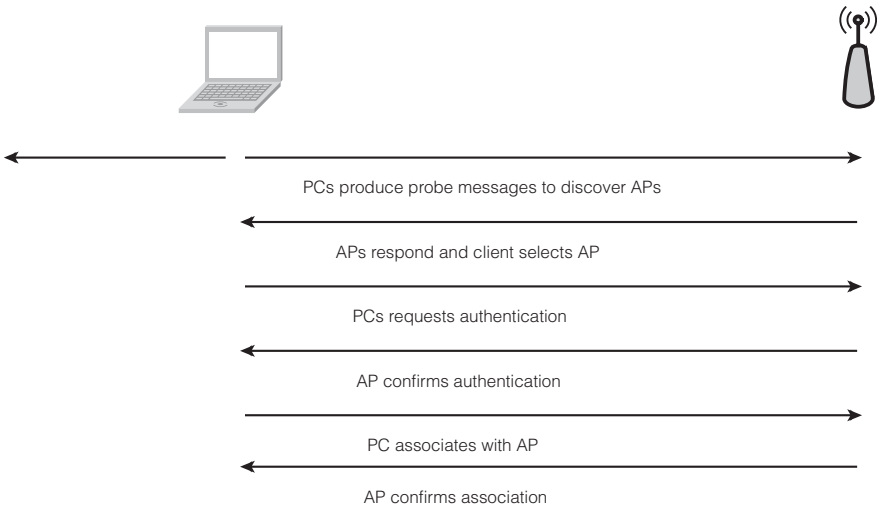 PCs produce probe messages to discover APs
APs respond and client selects AP
PCs requests authentication
AP confirms authentication
PC associates with AP
AP confirms association